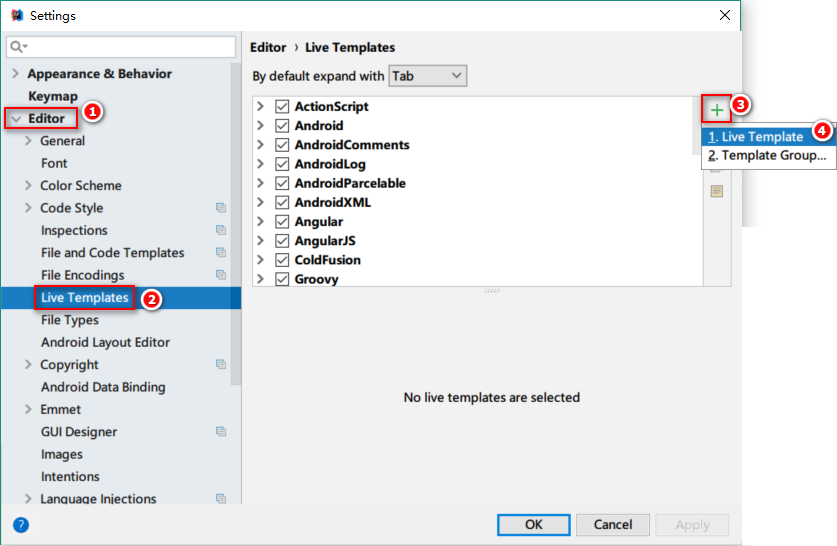 Settings
Appearance & Behavior
Keymap
Editor
1
General
Font
Color Scheme
Code Style
Inspections
File and Code Templates
File Encodings
Live Templates
2
File Types
Android Layout Editor
Copyright
Android Data Binding
Emmet
GUI Designer
Images
Intentions
Language Injections
Editor › Live Templates
By default expand with Tab
ActionScript
Android
AndroidComments
AndroidLog
AndroidParcelable
AndroidXML
Angular
AngularJS
ColdFusion
Groovy
3
1. Live Template
4
2. Template Group...
No live templates are selected
?
OK
Cancel
Apply